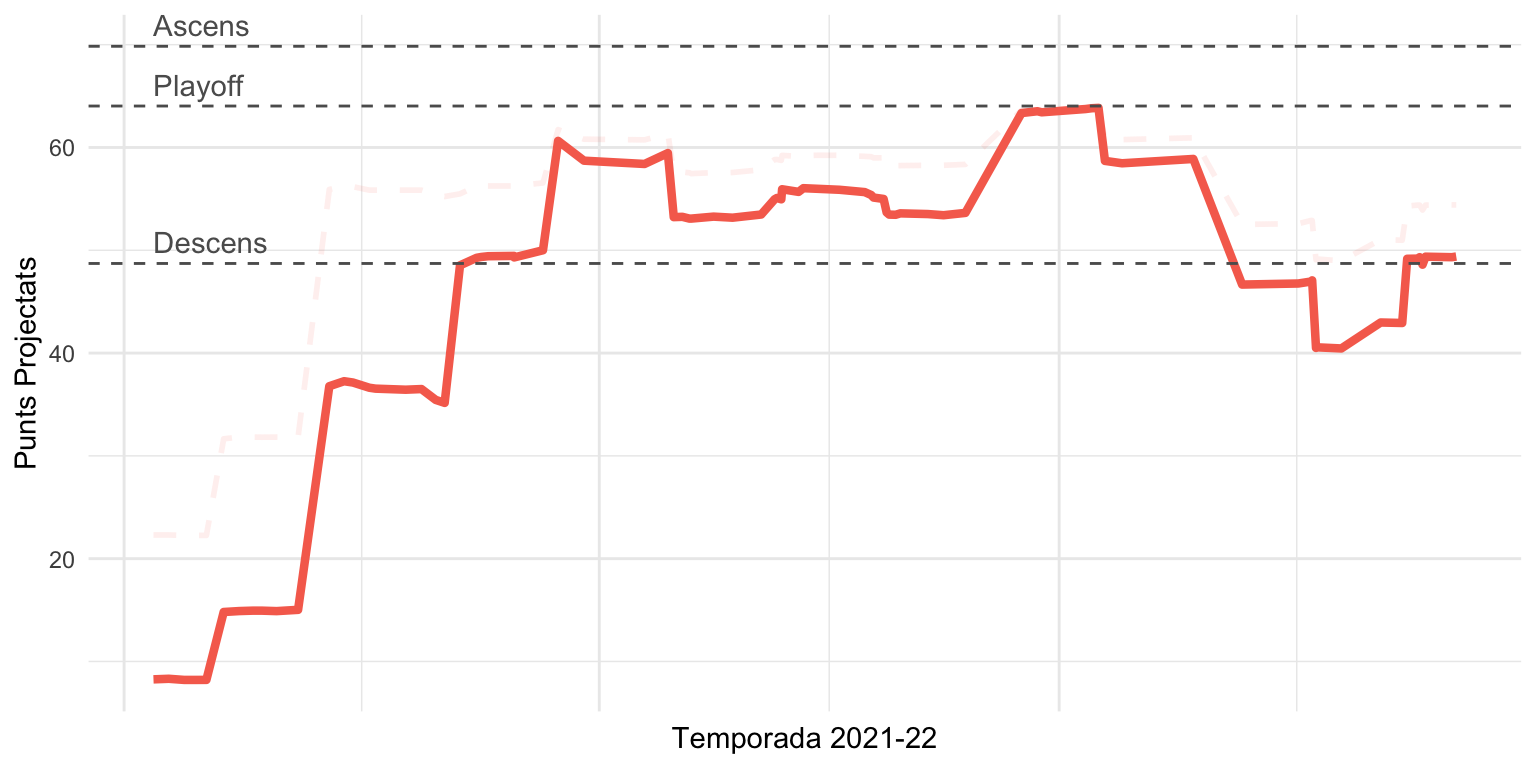 Ascens
Playoff
60
Descens
40
20
Punts Projectats
Temporada 2021-22